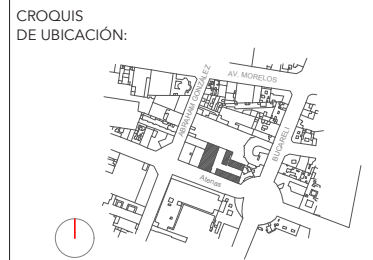 CROQUIS
DE UBICACIÓN:
AV. MORELOS
ABRAHAM GONZÁLEZ
BUCARELI
Atenas